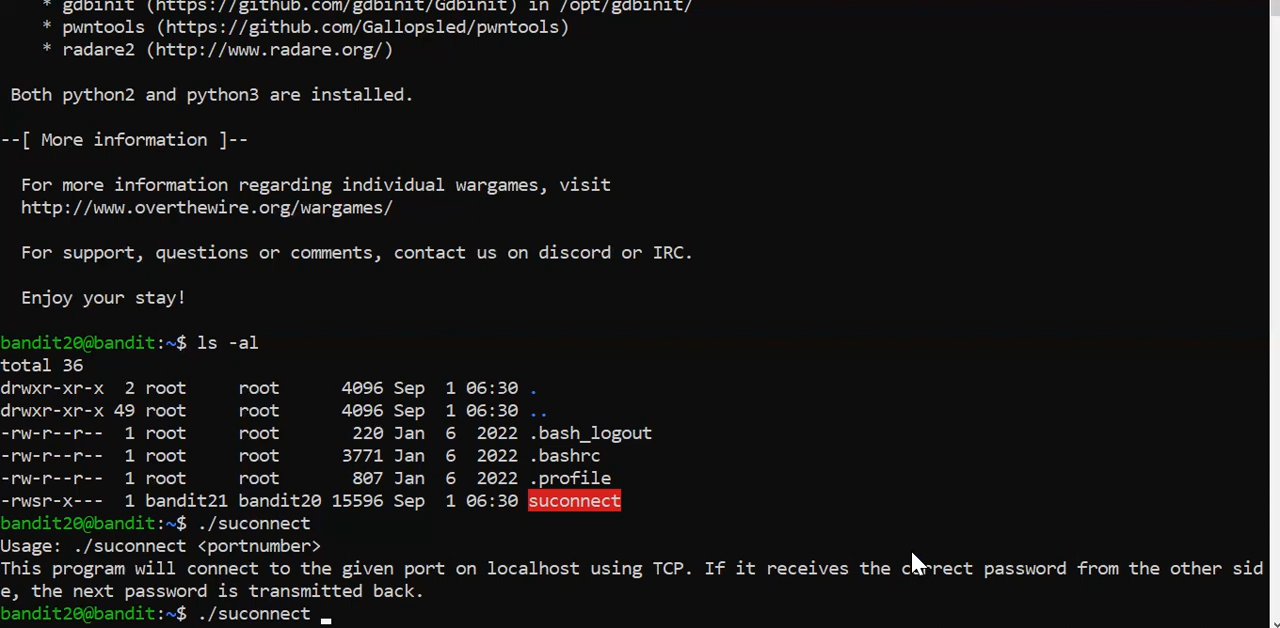 * gdbinit (https://github.com/gdbinit/Gdbinit) in /opt/gdbinit/
* pwntools (https://github.com/Gallopsled/pwntools)
* radare2 (http://www.radare.org/)
Both python2 and python3 are installed.
--[ More information ]--
For more information regarding individual wargames, visit
http://www.overthewire.org/wargames/
For support, questions or comments, contact us on discord or IRC.
Enjoy your stay!
bandit20@bandit:~$ ls -al
total 36
drwxr-xr-x  2 root     root      4096 Sep  1 06:30 .
drwxr-xr-x 49 root     root      4096 Sep  1 06:30 ..
-rw-r--r--  1 root     root       220 Jan  6  2022 .bash_logout
-rw-r--r--  1 root     root      3771 Jan  6  2022 .bashrc
-rw-r--r--  1 root     root       807 Jan  6  2022 .profile
-rwsr-x---  1 bandit21 bandit20 15596 Sep  1 06:30 suconnect
bandit20@bandit:~$ ./suconnect
Usage: ./suconnect <portnumber>
This program will connect to the given port on localhost using TCP. If it receives the correct password from the other sid
e, the next password is transmitted back.
bandit20@bandit:~$ ./suconnect